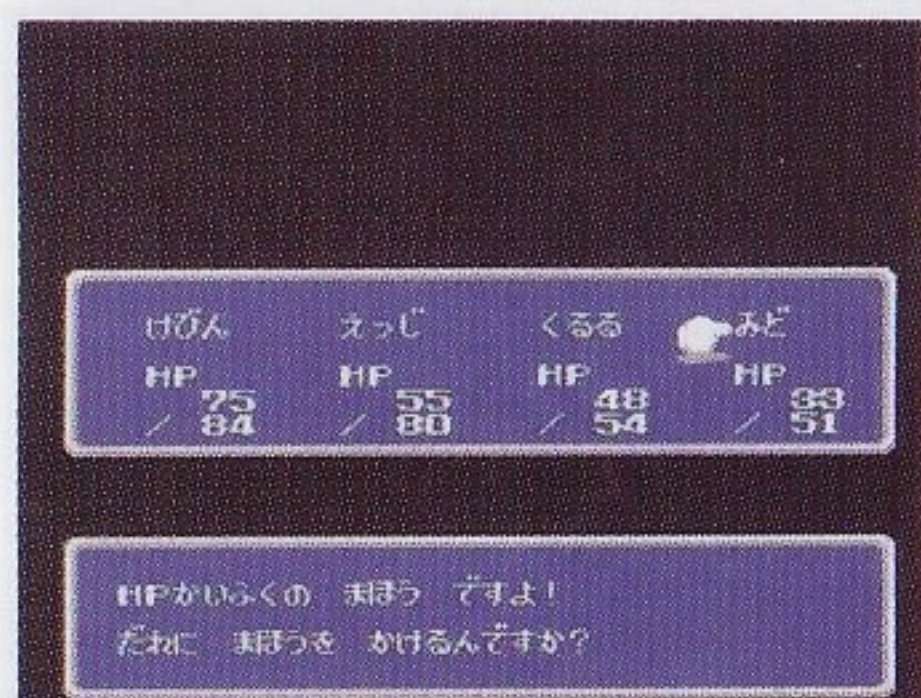 けびん えっじ くるる みど
HP HP HP HP
75 55 48 33
/ 84 / 80 / 54 / 51
HPかいふくの まほう ですよ!
だれに まほうを かけるんですか?